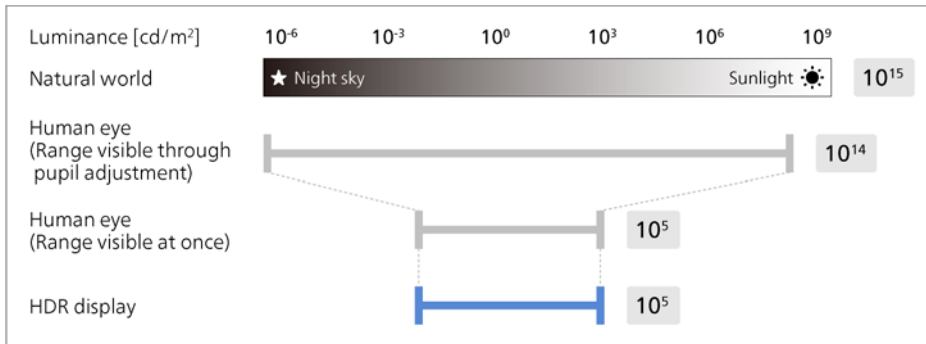 Luminance [cd/m²] 10⁻⁶ 10⁻³ 10⁰ 10³ 10⁶ 10⁹
Natural world ★ Night sky Sunlight 10¹⁵
Human eye
(Range visible through
pupil adjustment) 10¹⁴
Human eye
(Range visible at once) 10⁵
HDR display 10⁵